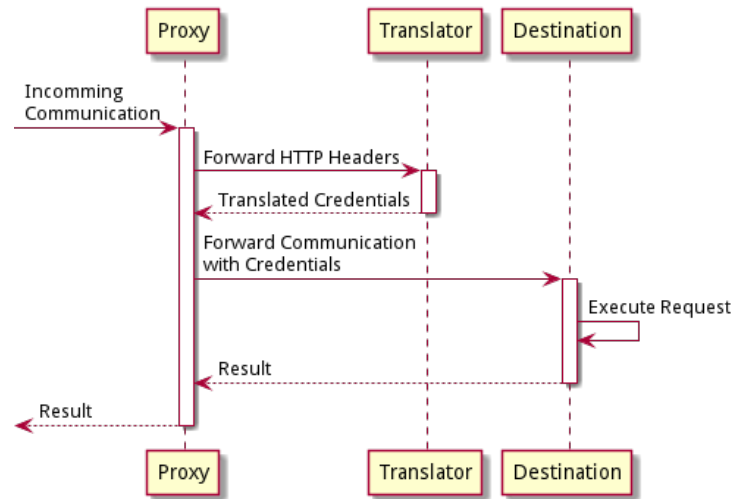 Proxy
Translator
Destination
Incomming
Communication
Forward HTTP Headers
Translated Credentials
Forward Communication
with Credentials
Execute Request
Result
Result
Proxy
Translator
Destination